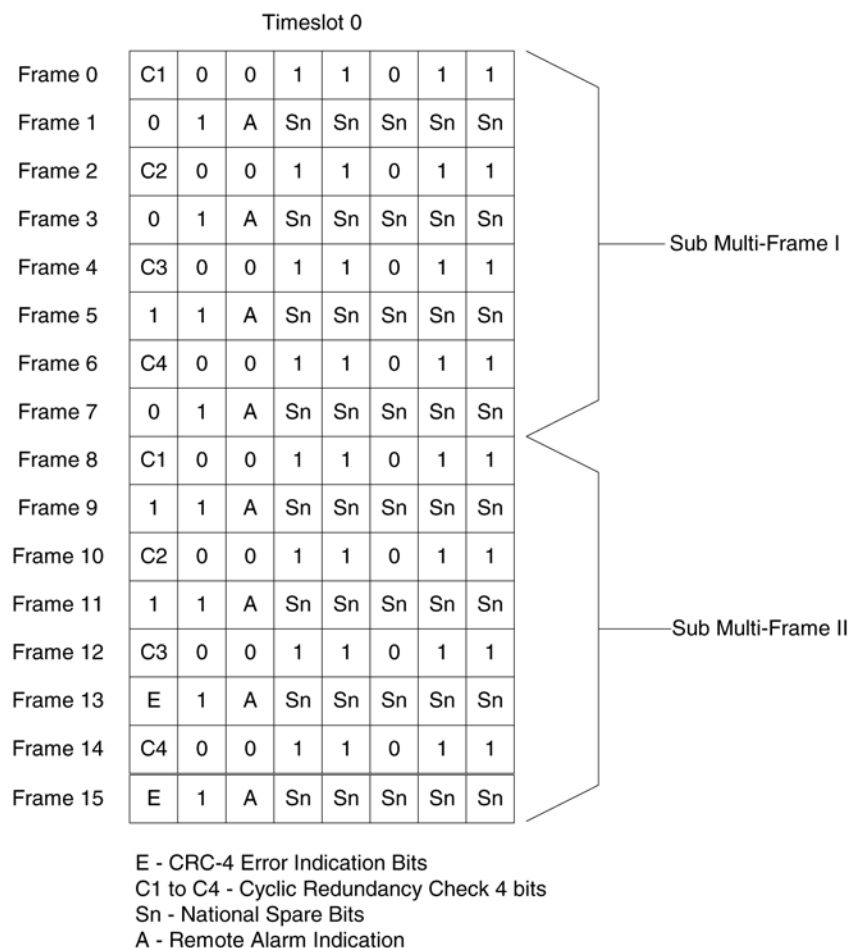 Timeslot 0
Frame 0 C1 0 0 1 1 0 1 1
Frame 1 0 1 A Sn Sn Sn Sn Sn
Frame 2 C2 0 0 1 1 0 1 1
Frame 3 0 1 A Sn Sn Sn Sn Sn
Sub Multi-Frame I
Frame 4 C3 0 0 1 1 0 1 1
Frame 5 1 1 A Sn Sn Sn Sn Sn
Frame 6 C4 0 0 1 1 0 1 1
Frame 7 0 1 A Sn Sn Sn Sn Sn
Frame 8 C1 0 0 1 1 0 1 1
Frame 9 1 1 A Sn Sn Sn Sn Sn
Frame 10 C2 0 0 1 1 0 1 1
Frame 11 1 1 A Sn Sn Sn Sn Sn
Sub Multi-Frame II
Frame 12 C3 0 0 1 1 0 1 1
Frame 13 E 1 A Sn Sn Sn Sn Sn
Frame 14 C4 0 0 1 1 0 1 1
Frame 15 E 1 A Sn Sn Sn Sn Sn
E - CRC-4 Error Indication Bits
C1 to C4 - Cyclic Redundancy Check 4 bits
Sn - National Spare Bits
A - Remote Alarm Indication